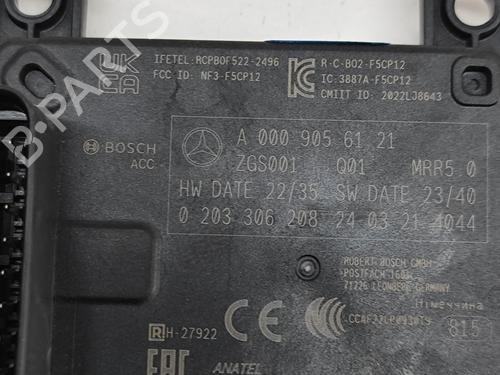 IFETEL: RCPBOF522-2496
FCC ID: NF3-F5CP12
R-C-BO2-F5CP12
IC:3887A-F5CP12
CMIIT ID: 2022LJ8643
UK
CA
BOSCH
ACC
A 000 905 61 21
ZGS001 Q01 MRR5.0
HW DATE 22/35 SW DATE 23/40
0 203 306 208 24 03 21 4044
ROBERT BOSCH GMBH
POSTFACH
71226 LEONBERG GERMANY
Німеччина
R H-27922
CE
CCC
815
EAC
ANATEL
B-Parts